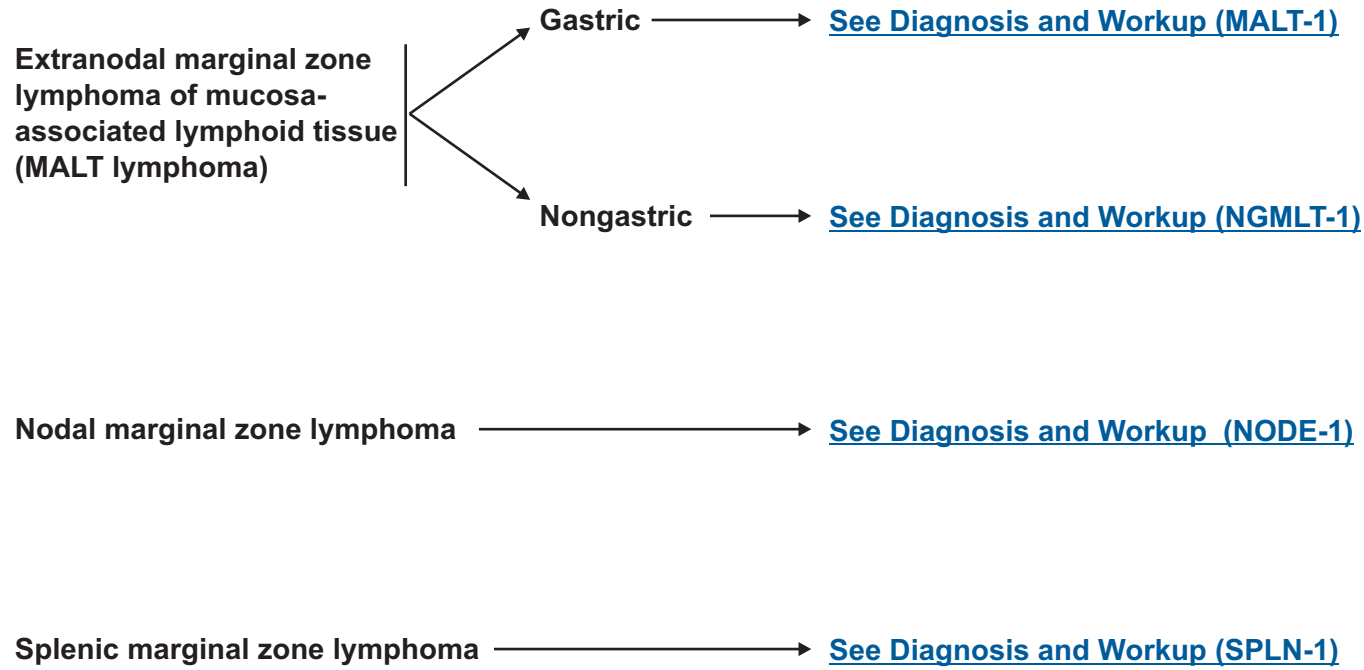 Gastric
See Diagnosis and Workup (MALT-1)
Extranodal marginal zone
lymphoma of mucosa-
associated lymphoid tissue
(MALT lymphoma)
Nongastric
See Diagnosis and Workup (NGMLT-1)
Nodal marginal zone lymphoma
See Diagnosis and Workup (NODE-1)
Splenic marginal zone lymphoma
See Diagnosis and Workup (SPLN-1)